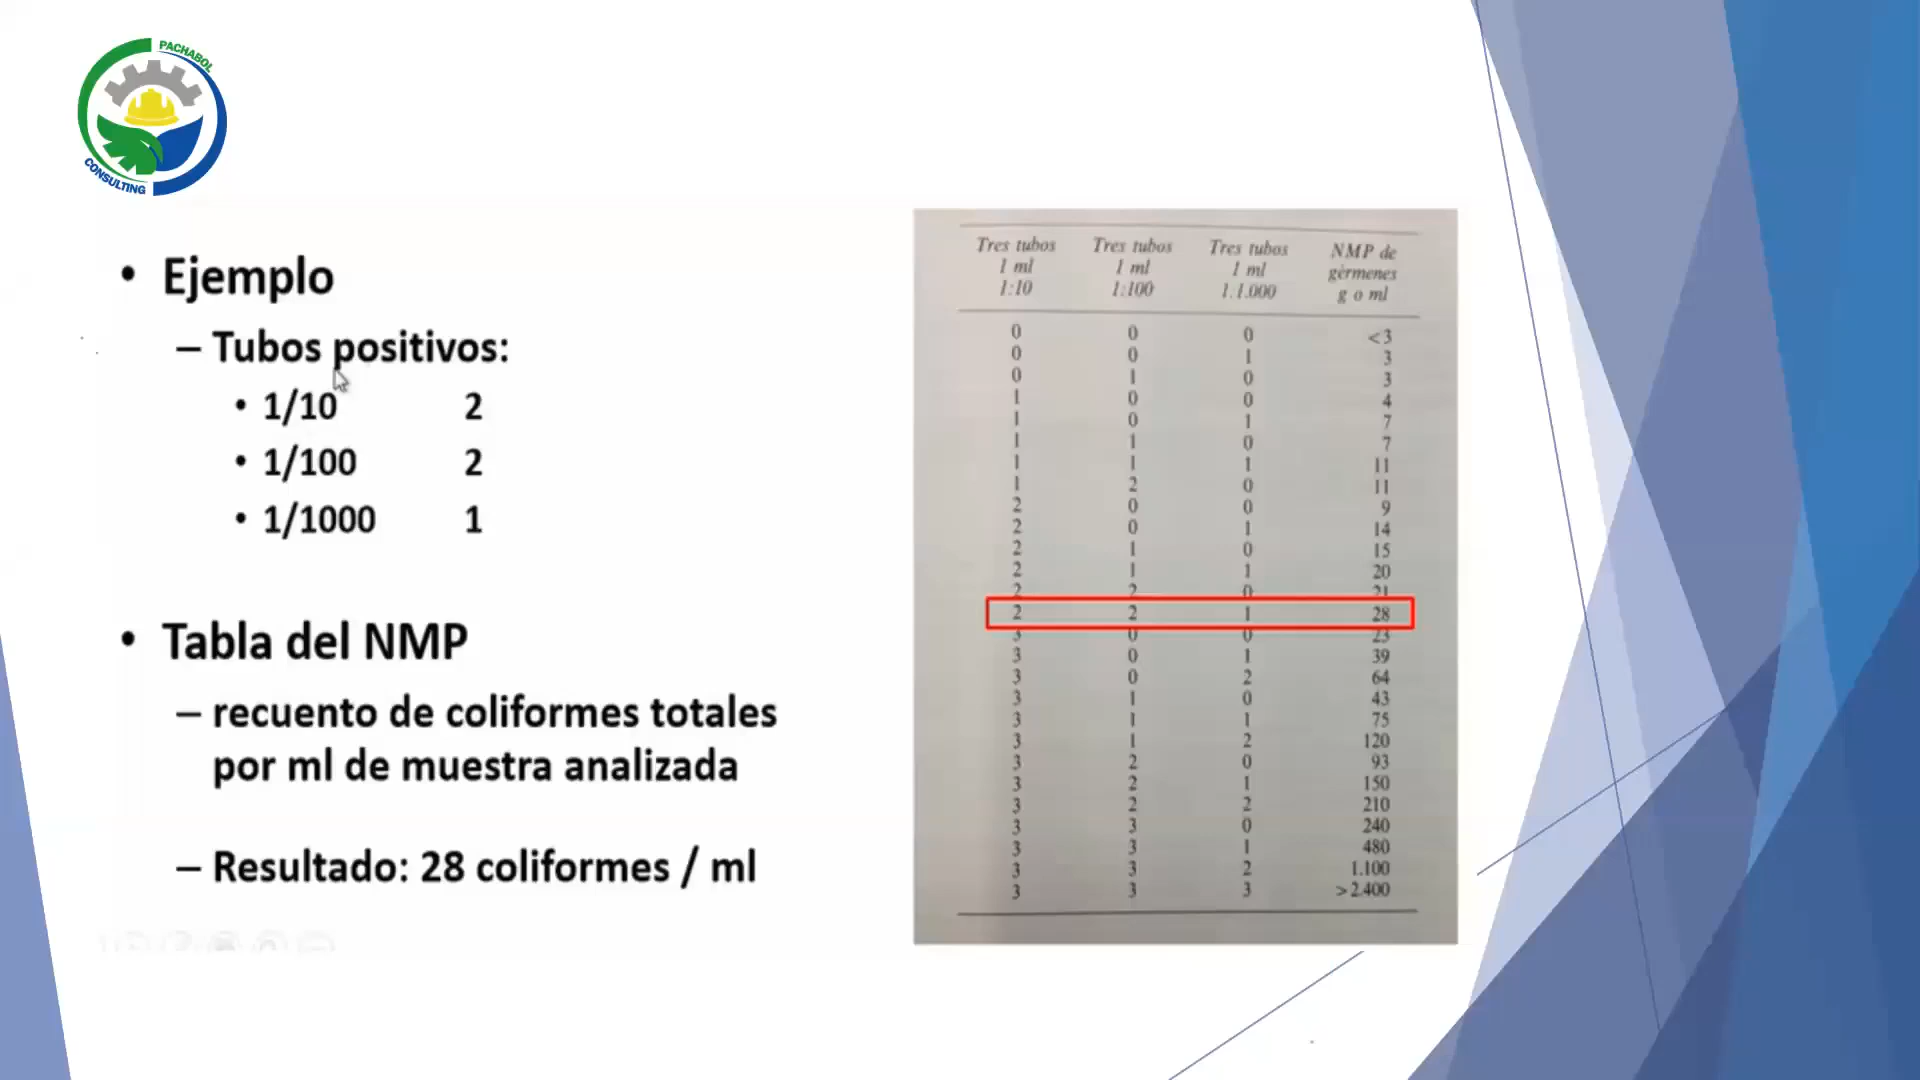 PACHABOL
CONSULTING
• Ejemplo
– Tubos positivos:
• 1/10 2
• 1/100 2
• 1/1000 1
• Tabla del NMP
– recuento de coliformes totales
por ml de muestra analizada
– Resultado: 28 coliformes / ml
Tres tubos Tres tubos Tres tubos NMP de
1 ml 1 ml 1 ml gérmenes
1:10 1:100 1:1.000 g o ml
0 0 0 <3
0 0 1 3
0 1 0 3
1 0 0 4
1 0 1 7
1 1 0 7
1 1 1 11
1 2 0 11
2 0 0 9
2 0 1 14
2 1 0 15
2 1 1 20
2 2 0 21
2 2 1 28
3 0 0 23
3 0 1 39
3 0 2 64
3 1 0 43
3 1 1 75
3 1 2 120
3 2 0 93
3 2 1 150
3 2 2 210
3 3 0 240
3 3 1 480
3 3 2 1.100
3 3 3 >2.400